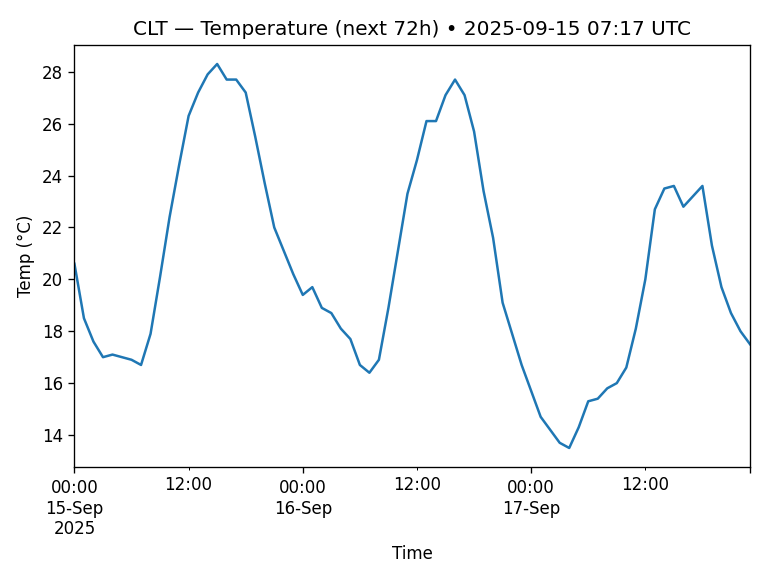 CLT — Temperature (next 72h) • 2025-09-15 07:17 UTC
Temp (°C)
28
26
24
22
20
18
16
14
00:00 12:00 00:00 12:00 00:00 12:00
15-Sep 16-Sep 17-Sep
2025
Time